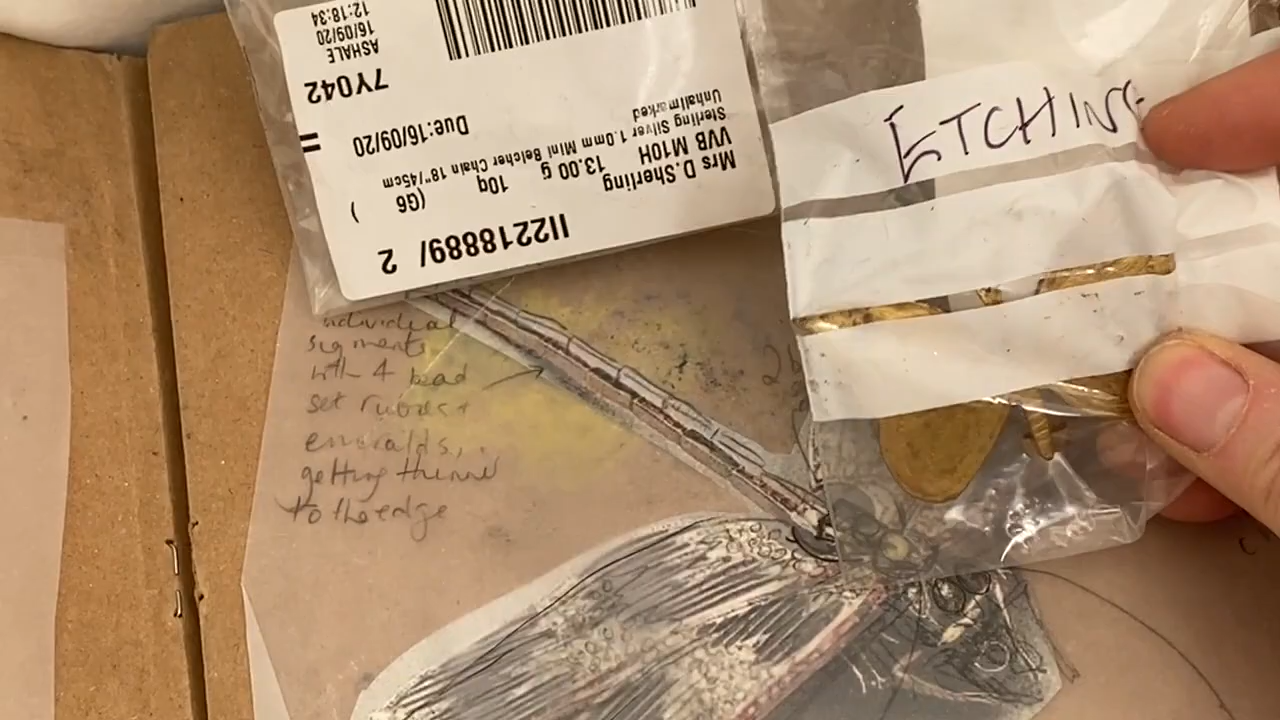 II2218889/ 2
Mrs D.Sherling
VVB M10H 13.00 g 10q (G6 )
Sterling Silver 1.0mm Mini Belcher Chain 18"/45cm
Unhallmarked
Due:16/09/20 =
7Y042
ASHALE
16/09/20
12:18:34
ETCHING
individual
segments
with 4 bead
set rubies +
emeralds,
getting thinner
to the edge